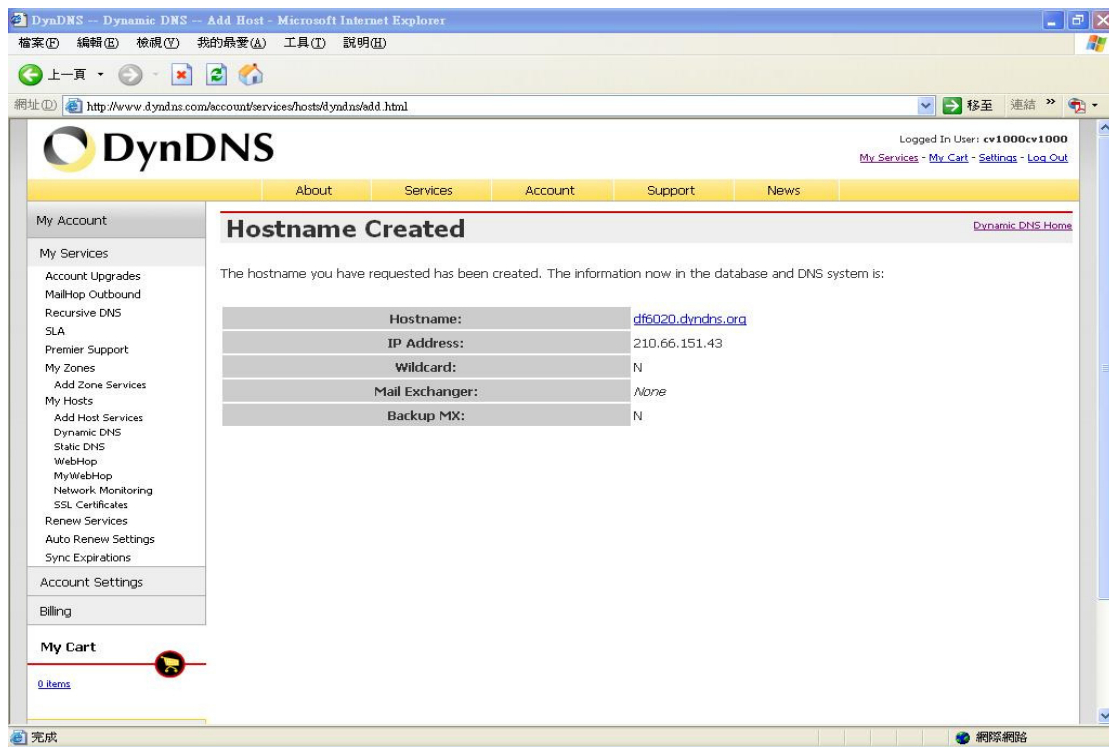 DynDNS -- Dynamic DNS -- Add Host - Microsoft Internet Explorer
檔案(F) 編輯(E) 檢視(V) 我的最愛(A) 工具(T) 說明(H)
上一頁
網址(D) http://www.dyndns.com/account/services/hosts/dyndns/add.html 移至 連結 »
DynDNS
Logged In User: cv1000cv1000
My Services - My Cart - Settings - Log Out
About Services Account Support News
My Account
My Services
Account Upgrades
MailHop Outbound
Recursive DNS
SLA
Premier Support
My Zones
Add Zone Services
My Hosts
Add Host Services
Dynamic DNS
Static DNS
WebHop
MyWebHop
Network Monitoring
SSL Certificates
Renew Services
Auto Renew Settings
Sync Expirations
Account Settings
Billing
My Cart
0 items
Hostname Created
Dynamic DNS Home
The hostname you have requested has been created. The information now in the database and DNS system is:
Hostname: df6020.dyndns.org
IP Address: 210.66.151.43
Wildcard: N
Mail Exchanger: None
Backup MX: N
完成 網際網路